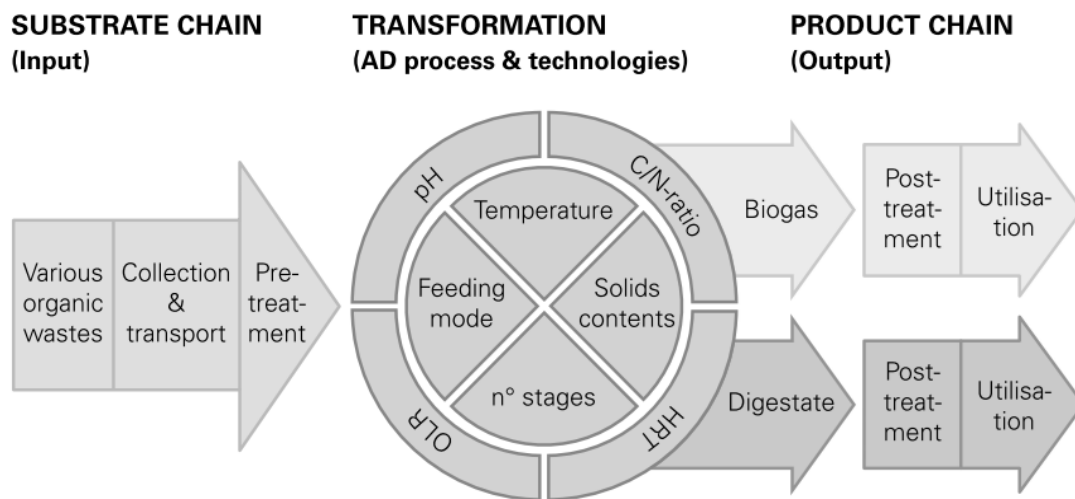 SUBSTRATE CHAIN
(Input)
TRANSFORMATION
(AD process & technologies)
PRODUCT CHAIN
(Output)
Various
organic
wastes
Collection
&
transport
Pre-
treat-
ment
pH
C/N-ratio
OLR
HRT
Temperature
Feeding
mode
Solids
contents
n° stages
Biogas
Post-
treat-
ment
Utilisa-
tion
Digestate
Post-
treat-
ment
Utilisa-
tion